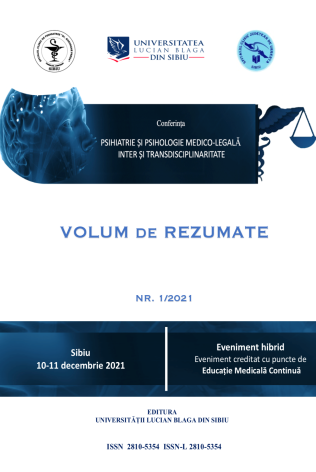 UNIVERSITATEA
LUCIAN BLAGA
DIN SIBIU
SIBIU
Conferința
PSIHIATRIE ȘI PSIHOLOGIE MEDICO-LEGALĂ
INTER ȘI TRANSDISCIPLINARITATE
VOLUM DE REZUMATE
NR. 1/2021
Sibiu
10-11 decembrie 2021
Eveniment hibrid
Eveniment creditat cu puncte de
Educație Medicală Continuă
EDITURA
UNIVERSITĂȚII LUCIAN BLAGA DIN SIBIU
ISSN 2810-5354 ISSN-L 2810-5354